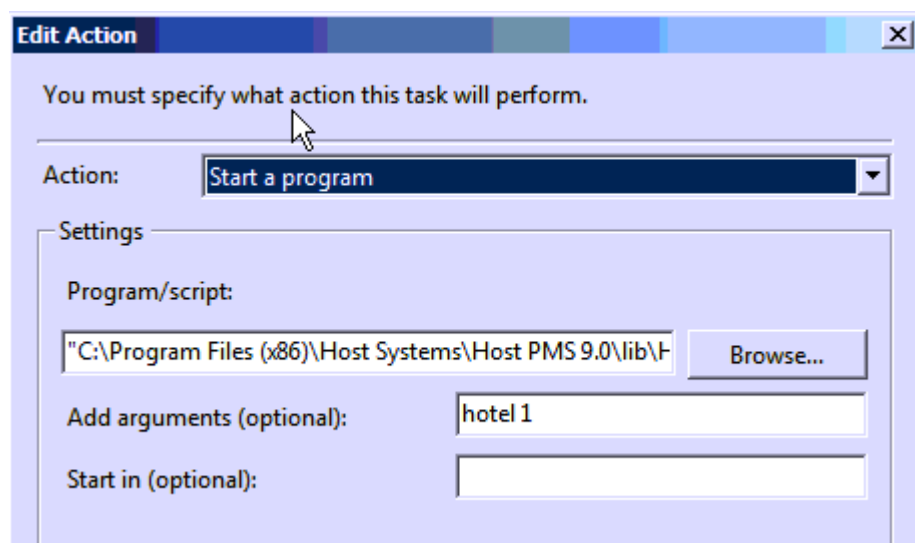 Edit Action
You must specify what action this task will perform.
Action: Start a program
Settings
Program/script:
"C:\Program Files (x86)\Host Systems\Host PMS 9.0\lib\H Browse...
Add arguments (optional): hotel 1
Start in (optional):